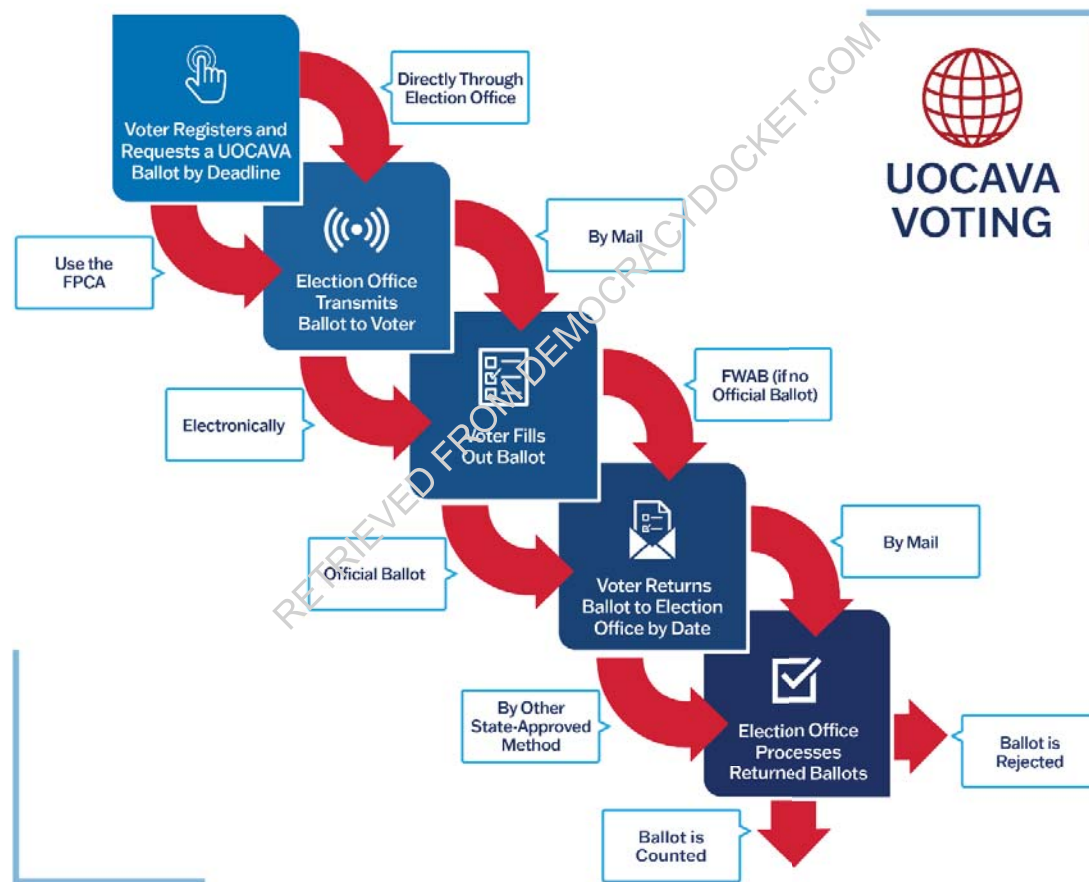 UOCAVA
VOTING
Voter Registers and
Requests a UOCAVA
Ballot by Deadline
Directly Through
Election Office
Use the
FPCA
Election Office
Transmits
Ballot to Voter
By Mail
Electronically
Voter Fills
Out Ballot
FWAB (if no
Official Ballot)
Official Ballot
Voter Returns
Ballot to Election
Office by Date
By Mail
By Other
State-Approved
Method
Election Office
Processes
Returned Ballots
Ballot is
Rejected
Ballot is
Counted
RETRIEVED FROM DEMOCRACYDOCKET.COM